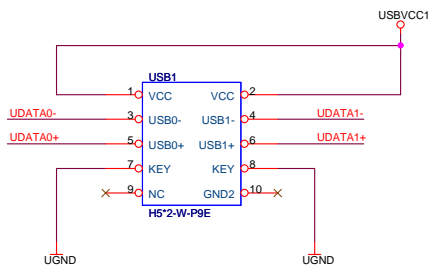 USBVCC1
USB1
1 VCC VCC 2
UDATA0- 3 USB0- USB1- 4 UDATA1-
UDATA0+ 5 USB0+ USB1+ 6 UDATA1+
7 KEY KEY 8
9 NC GND2 10
H5*2-W-P9E
UGND UGND